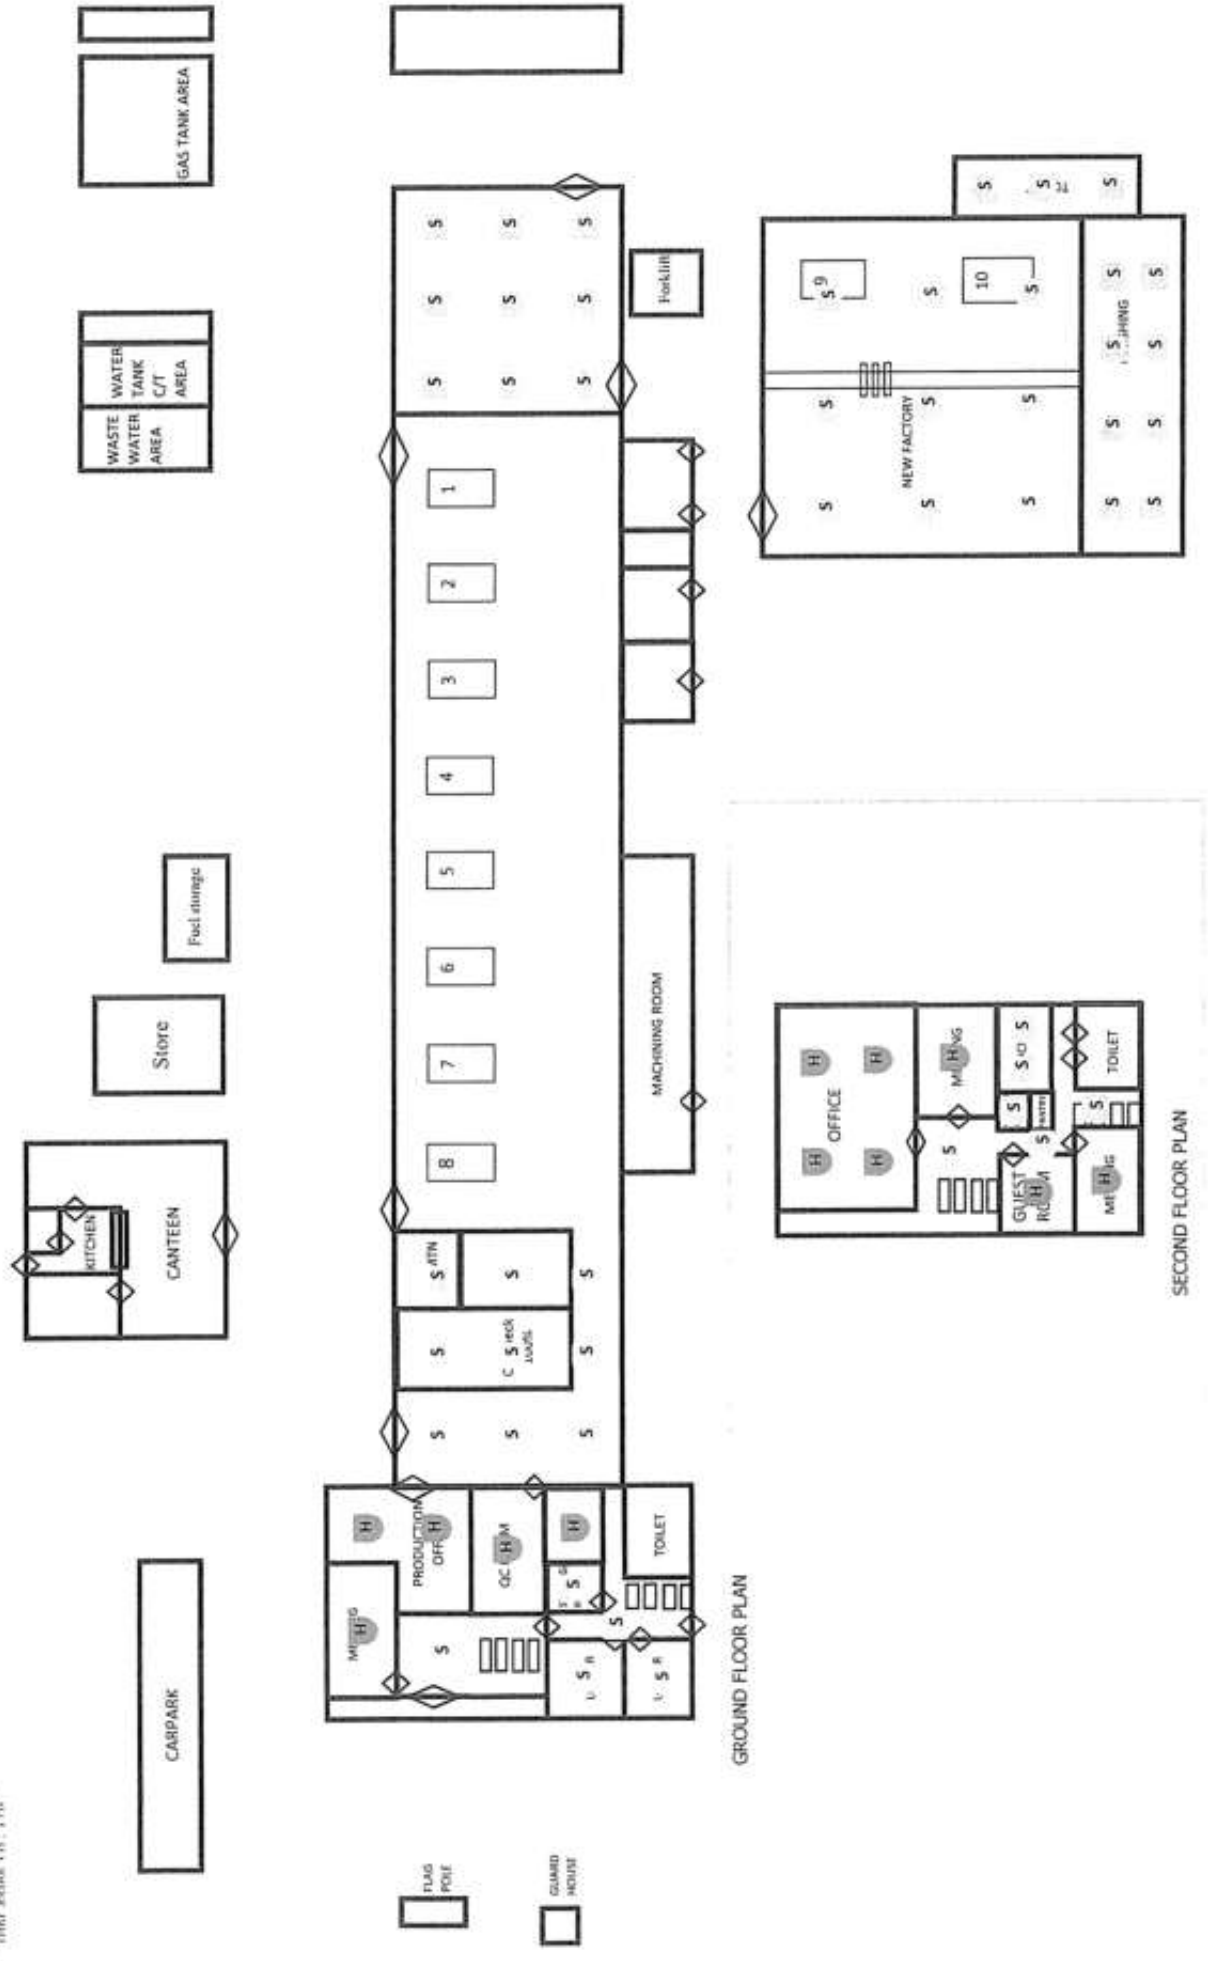 GAS TANK AREA
WASTE
WATER
AREA
WATER
TANK
C/T
AREA
Fuel storage
Store
KITCHEN
CANTEEN
CARPARK
S S S
S S S
S S S
Forklift
1
2
3
4
5
6
7
8
MACHINING ROOM
S
S
S
S
S
S
S
S
S
H
PRODUCTION
H
H
H
H
S
S
S
S
S
TOILET
GROUND FLOOR PLAN
FLAG
POLE
GUARD
HOUSE
S
S
S
9
S
S
10
S
NEW FACTORY
S S
S S
S S
S S S S
S S S S
OFFICE
H H
H H
H
S
S
S
S
S
TOILET
GUEST
H
H
SECOND FLOOR PLAN